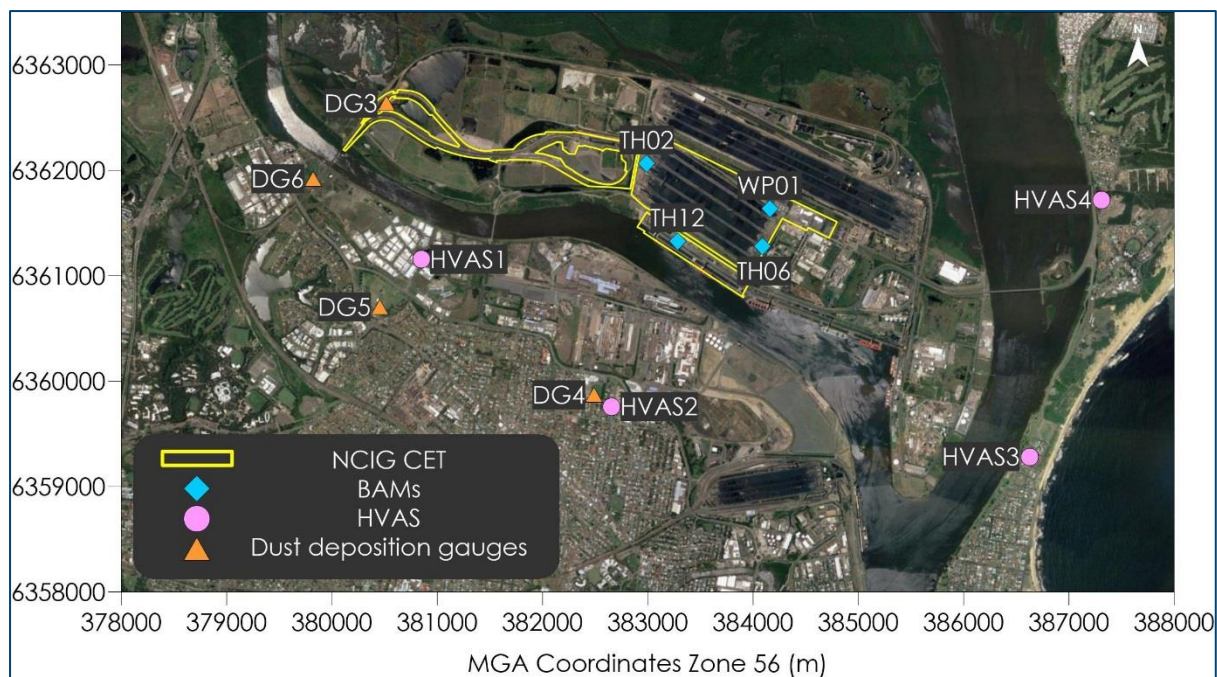 6363000
6362000
6361000
6360000
6359000
6358000
N
DG3
TH02
DG6
WP01
HVAS4
TH12
HVAS1
TH06
DG5
DG4
HVAS2
HVAS3
NCIG CET
BAMs
HVAS
Dust deposition gauges
378000 379000 380000 381000 382000 383000 384000 385000 386000 387000 388000
MGA Coordinates Zone 56 (m)